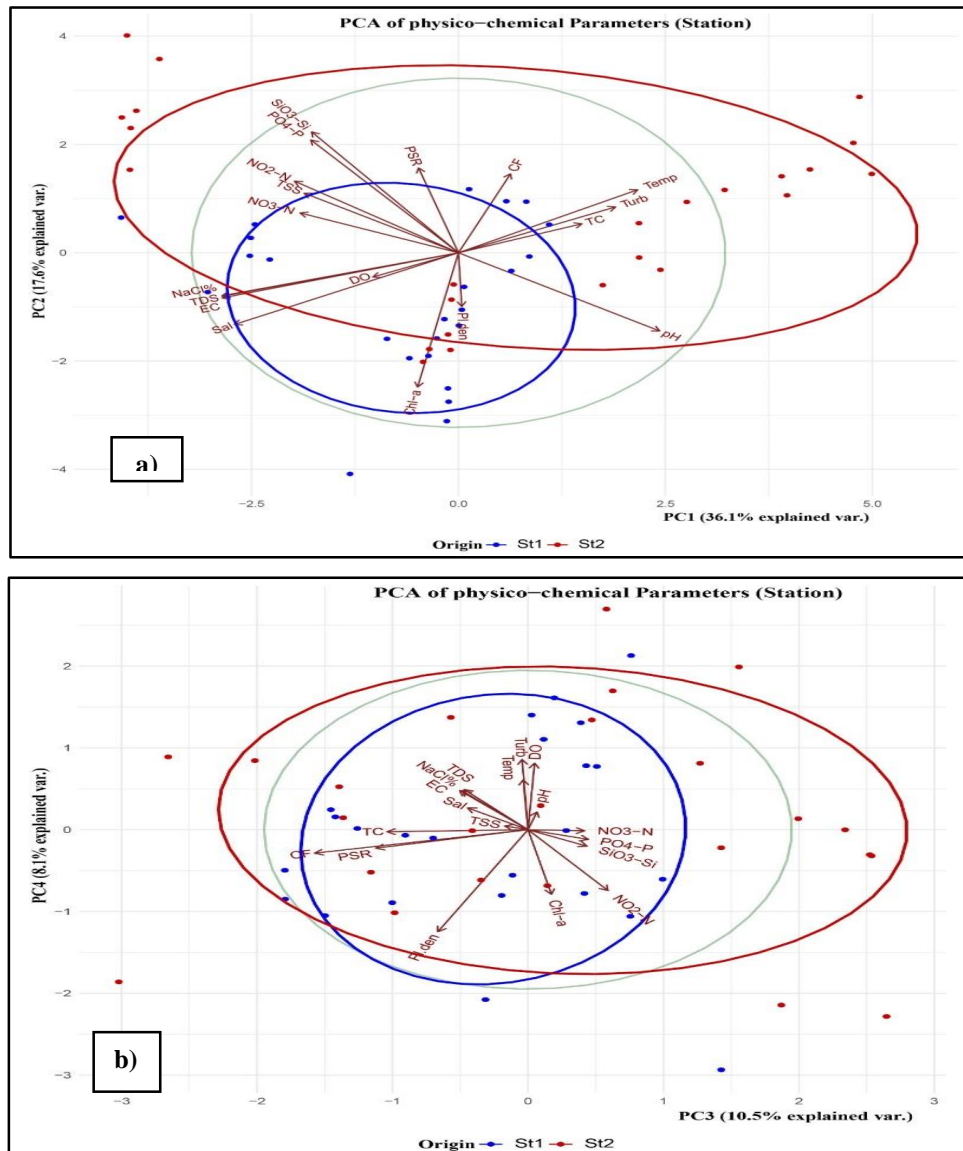 PCA of physico−chemical Parameters (Station)
PC2 (17.6% explained var.)
4
2
0
−2
−4
SiO3−Si
PO4−P
PSR
CF
NO2−N
TSS
NO3−N
Temp
Turb
TC
DO
NaCl%
TDS
EC
Sal
Pl.den
pH
Chl−a
a)
−2.5
0.0
2.5
5.0
PC1 (36.1% explained var.)
Origin St1 St2
PCA of physico−chemical Parameters (Station)
PC4 (8.1% explained var.)
2
1
0
−1
−2
−3
Turb
DO
Temp
TDS
NaCl%
EC
Sal
pH
TSS
TC
NO3−N
CF
PSR
PO4−P
SiO3−Si
NO2−N
Chl−a
Pl.den
b)
−3
−2
−1
0
1
2
3
PC3 (10.5% explained var.)
Origin St1 St2